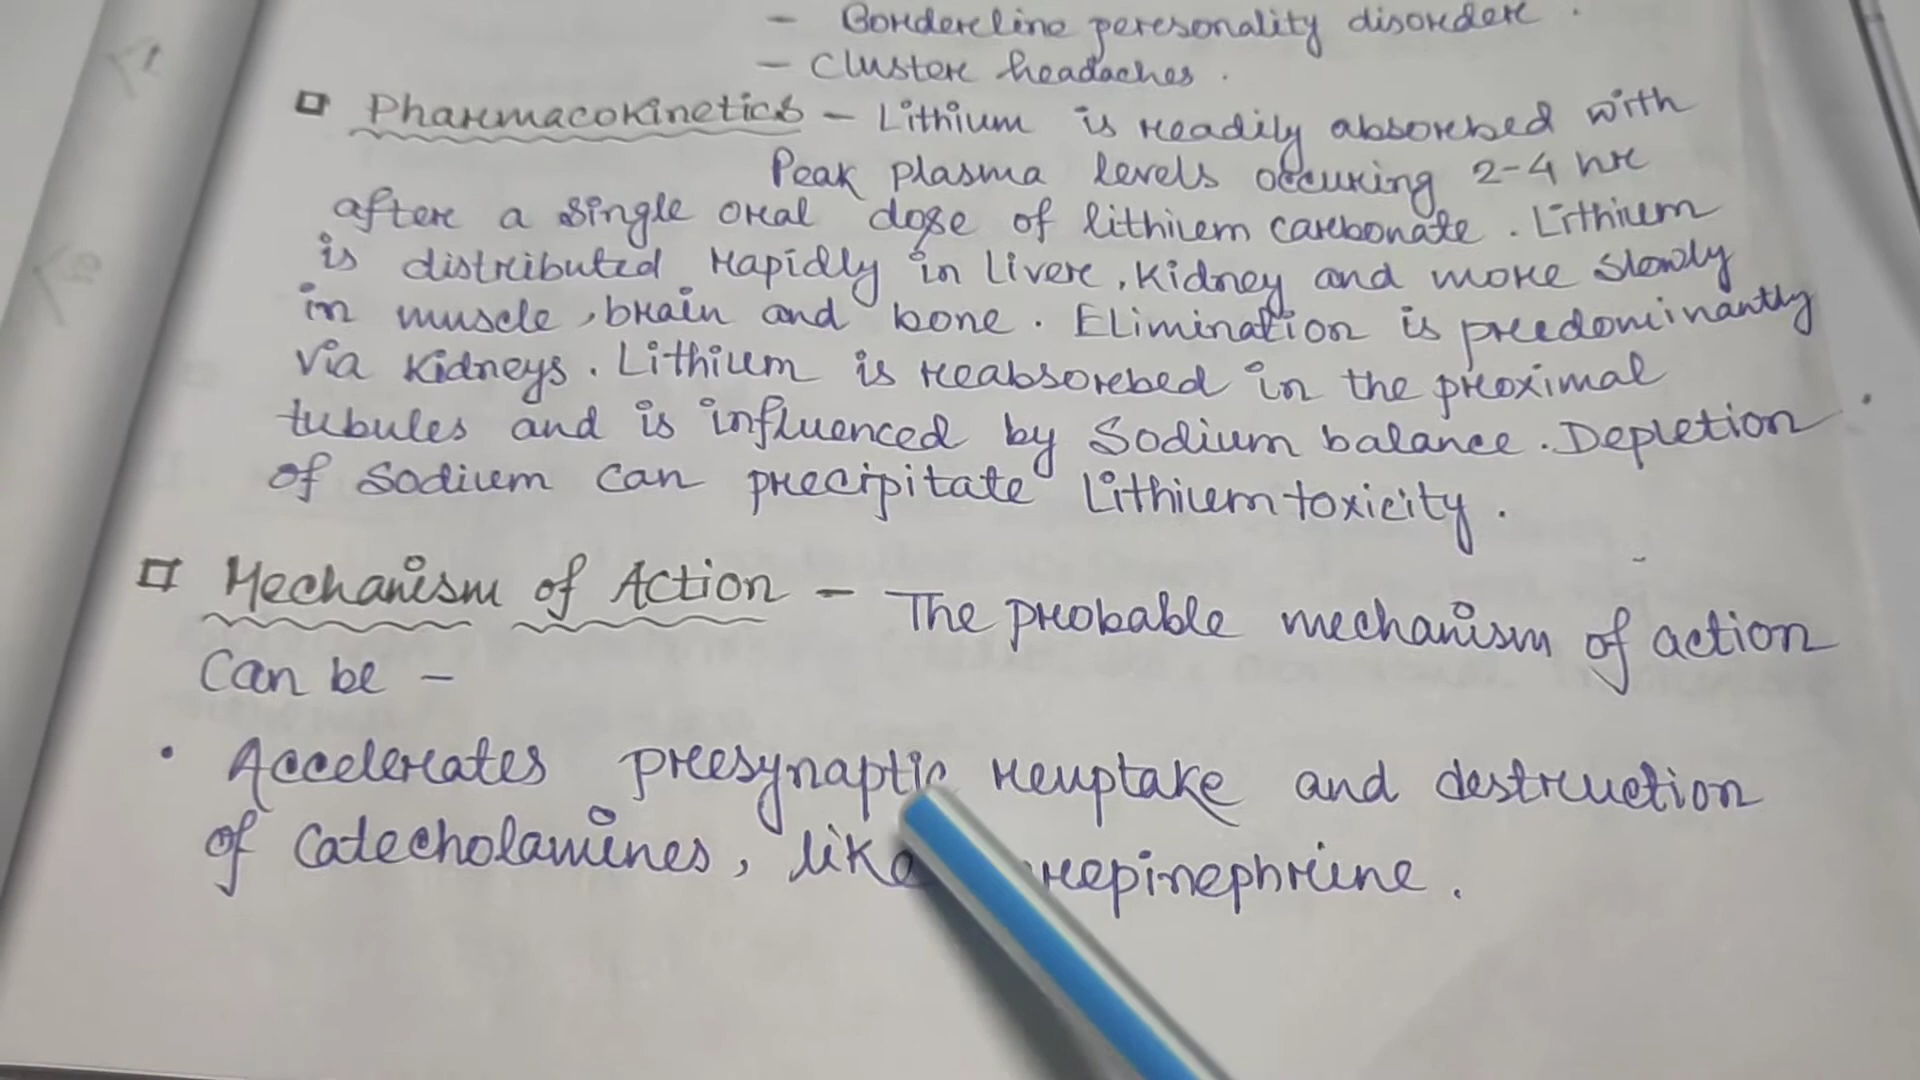 - Borderline personality disorder.
- Cluster headaches.
Pharmacokinetics - Lithium is readily absorbed with
Peak plasma levels occuring 2-4 hr
after a single oral dose of lithium carbonate. Lithium
is distributed rapidly in Liver, Kidney and more slowly
in muscle, brain and bone. Elimination is predominantly
via Kidneys. Lithium is reabsorbed in the proximal
tubules and is influenced by Sodium balance. Depletion
of Sodium can precipitate Lithium toxicity.
Mechanism of Action - The probable mechanism of action
Can be -
• Accelerates presynaptic reuptake and destruction
of Catecholamines, like repinephrine.